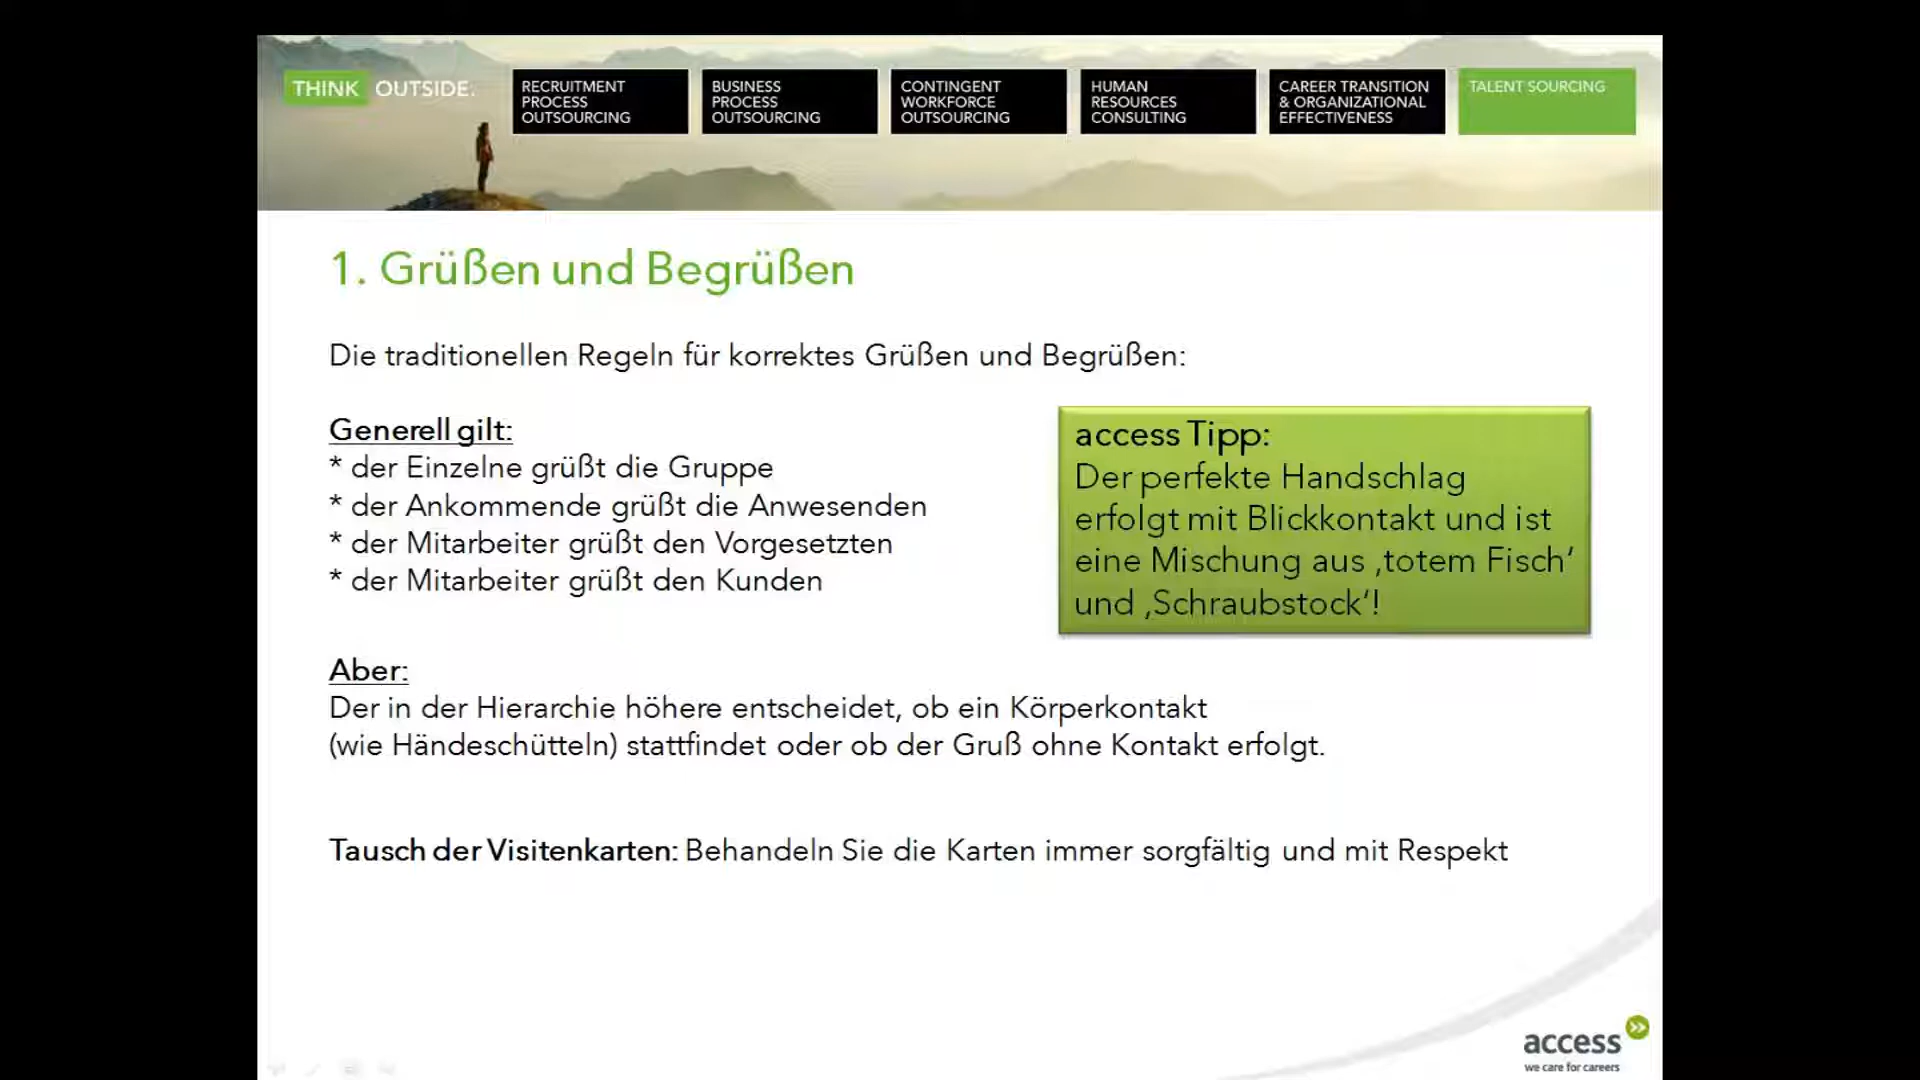 THINK OUTSIDE.
RECRUITMENT
PROCESS
OUTSOURCING
BUSINESS
PROCESS
OUTSOURCING
CONTINGENT
WORKFORCE
OUTSOURCING
HUMAN
RESOURCES
CONSULTING
CAREER TRANSITION
& ORGANIZATIONAL
EFFECTIVENESS
TALENT SOURCING
1. Grüßen und Begrüßen
Die traditionellen Regeln für korrektes Grüßen und Begrüßen:
Generell gilt:
* der Einzelne grüßt die Gruppe
* der Ankommende grüßt die Anwesenden
* der Mitarbeiter grüßt den Vorgesetzten
* der Mitarbeiter grüßt den Kunden
access Tipp:
Der perfekte Handschlag
erfolgt mit Blickkontakt und ist
eine Mischung aus ‚totem Fisch‘
und ‚Schraubstock‘!
Aber:
Der in der Hierarchie höhere entscheidet, ob ein Körperkontakt
(wie Händeschütteln) stattfindet oder ob der Gruß ohne Kontakt erfolgt.
Tausch der Visitenkarten: Behandeln Sie die Karten immer sorgfältig und mit Respekt
access
we care for careers